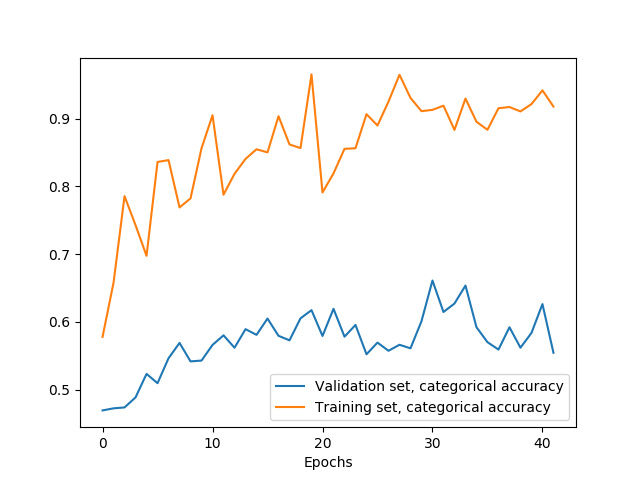 0.9
0.8
0.7
0.6
0.5
Validation set, categorical accuracy
Training set, categorical accuracy
0 10 20 30 40
Epochs